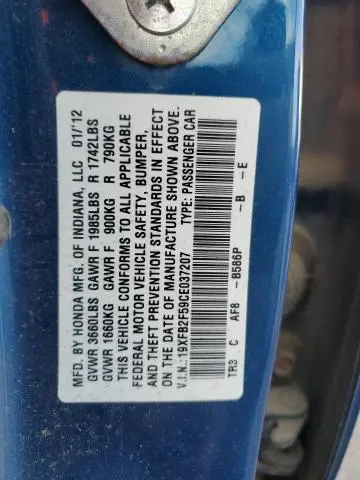 MFD. BY HONDA MFG. OF INDIANA, LLC 01/12
GVWR 3660LBS GAWR F 1985LBS R 1742LBS
GVWR 1660KG GAWR F 900KG R 790KG
THIS VEHICLE CONFORMS TO ALL APPLICABLE
FEDERAL MOTOR VEHICLE SAFETY, BUMPER,
AND THEFT PREVENTION STANDARDS IN EFFECT
ON THE DATE OF MANUFACTURE SHOWN ABOVE.
V.I.N.:19XFB2F59CE037207 TYPE: PASSENGER CAR
TR3 C AF8 -B586P -B -E